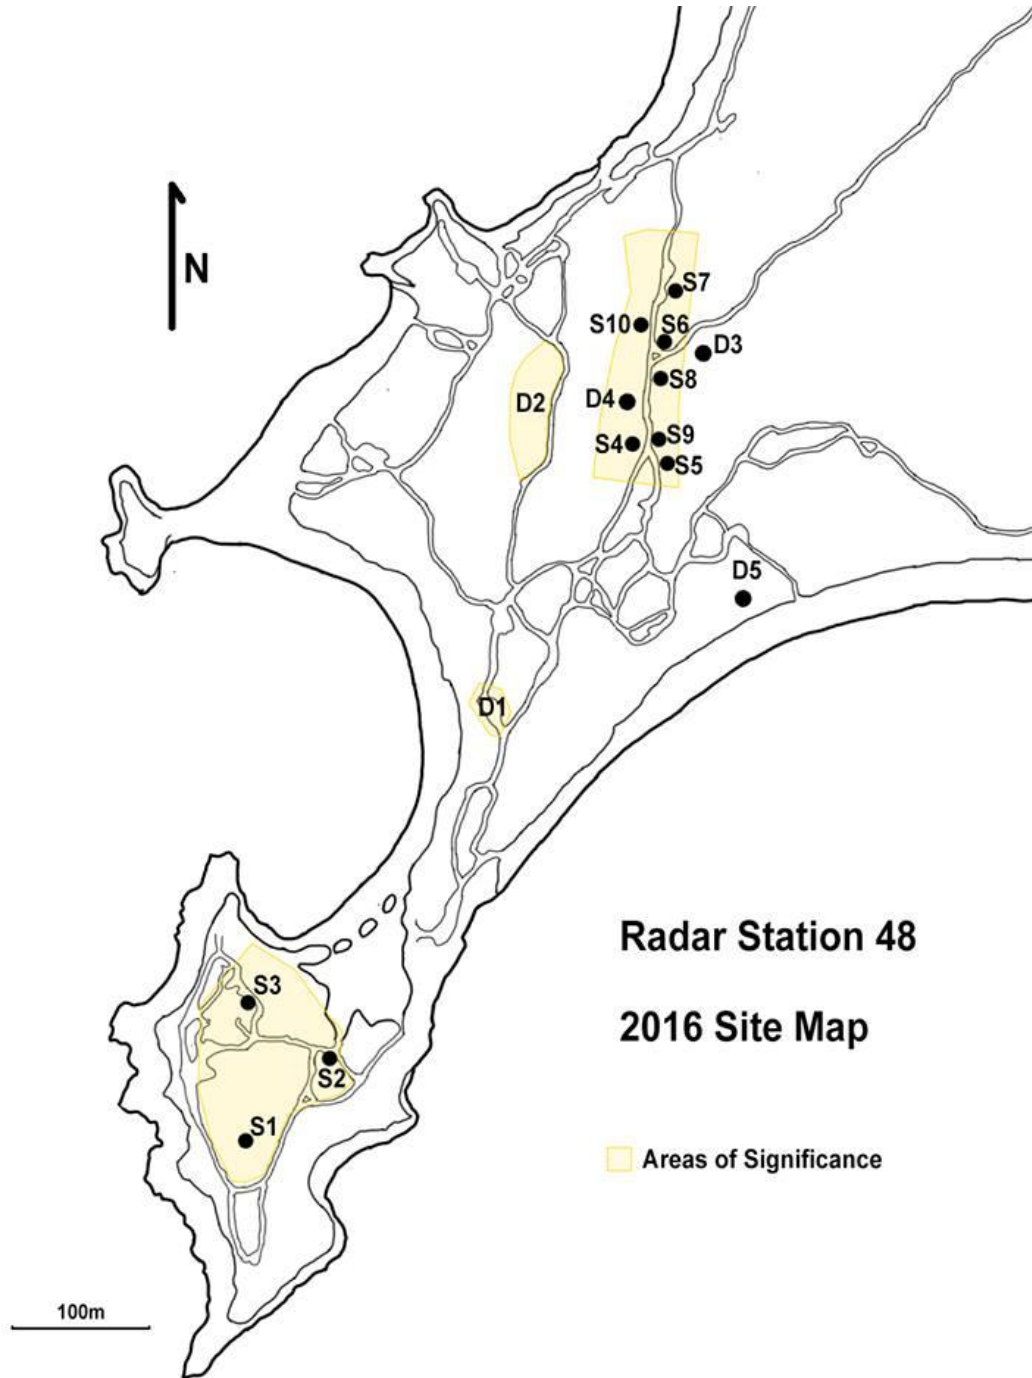 N
S7
S10
S6
D3
S8
D2
D4
S9
S4
S5
D5
D1
Radar Station 48
S3
2016 Site Map
S2
S1
Areas of Significance
100m